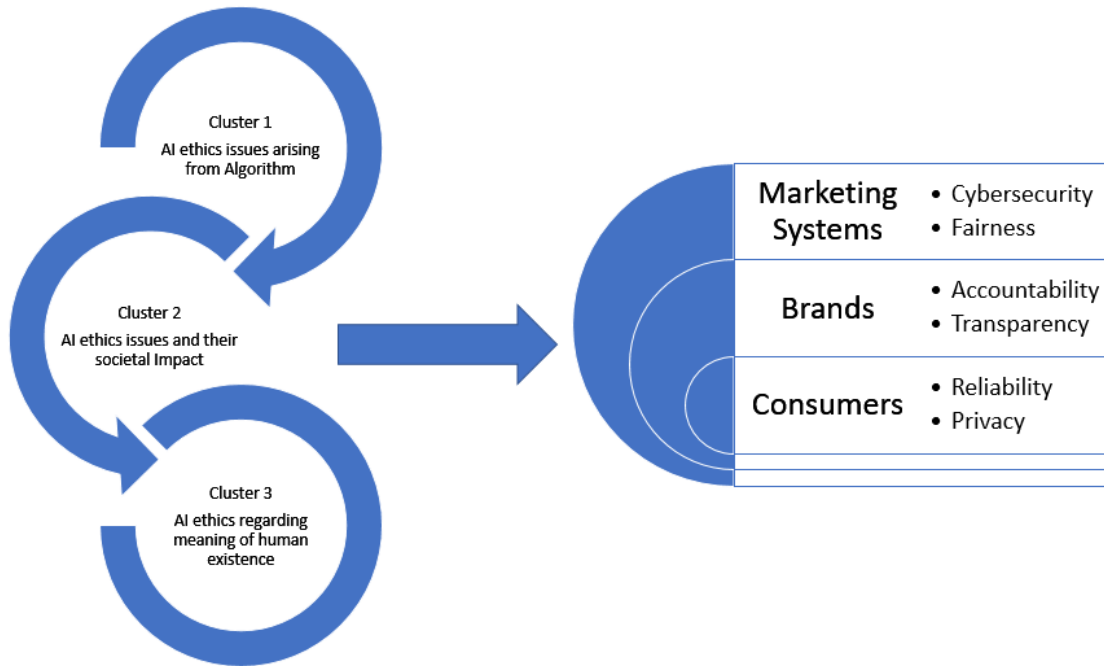 Cluster 1
AI ethics issues arising
from Algorithm
Cluster 2
AI ethics issues and their
societal Impact
Cluster 3
AI ethics regarding
meaning of human
existence
Marketing
Systems
• Cybersecurity
• Fairness
Brands
• Accountability
• Transparency
Consumers
• Reliability
• Privacy